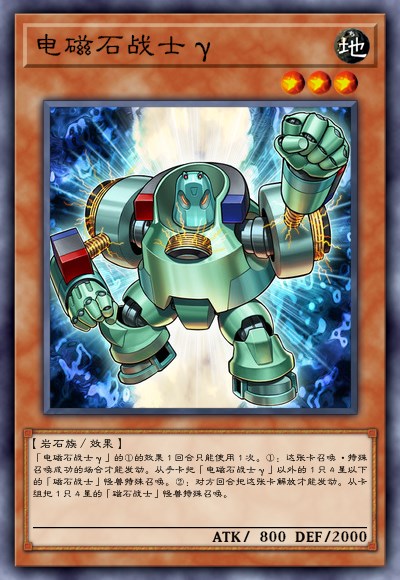 电磁石战士γ
地
【岩石族／效果】
「电磁石战士γ」的①的效果1回合只能使用1次。①：这张卡召唤·特殊
召唤成功的场合才能发动。从手卡把「电磁石战士γ」以外的1只4星以下
的「磁石战士」怪兽特殊召唤。②：对方回合把这张卡解放才能发动。从卡
组把1只4星的「磁石战士」怪兽特殊召唤。
ATK/ 800 DEF/2000